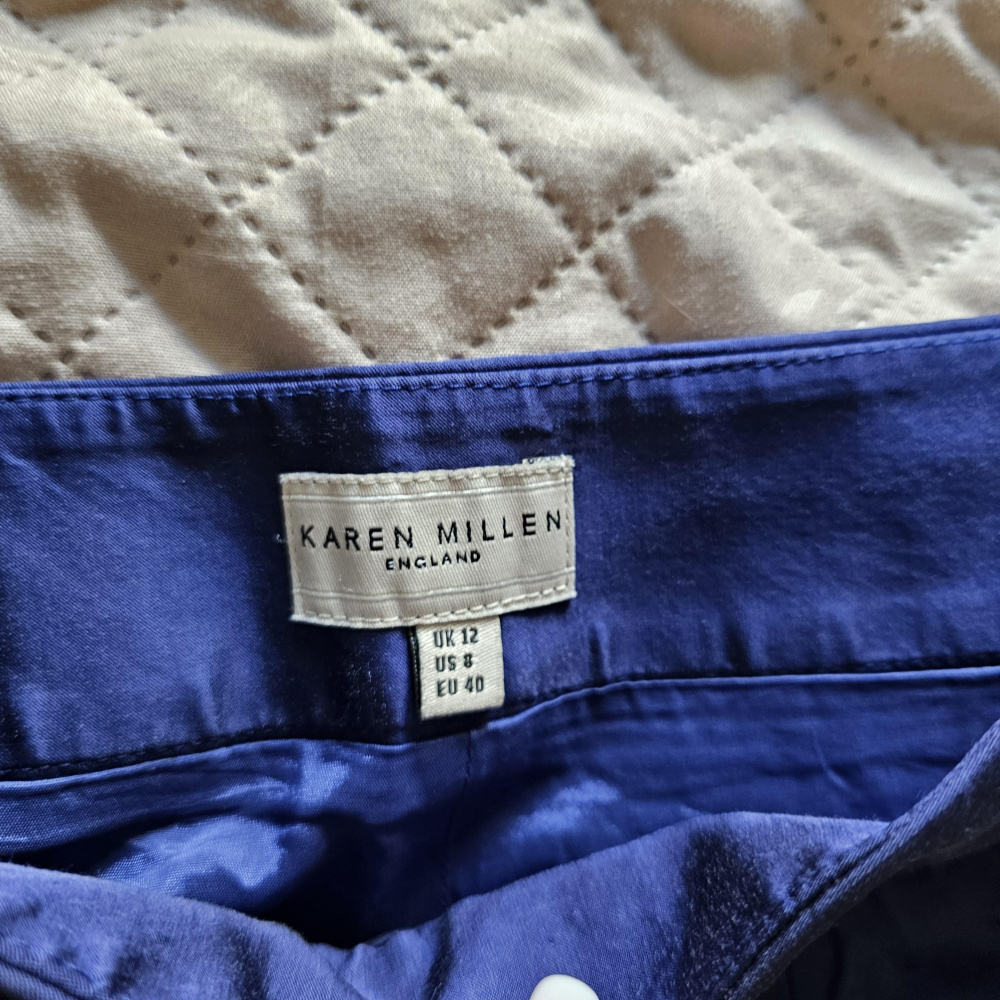 KAREN MILLEN
ENGLAND
UK 12
US 8
EU 40